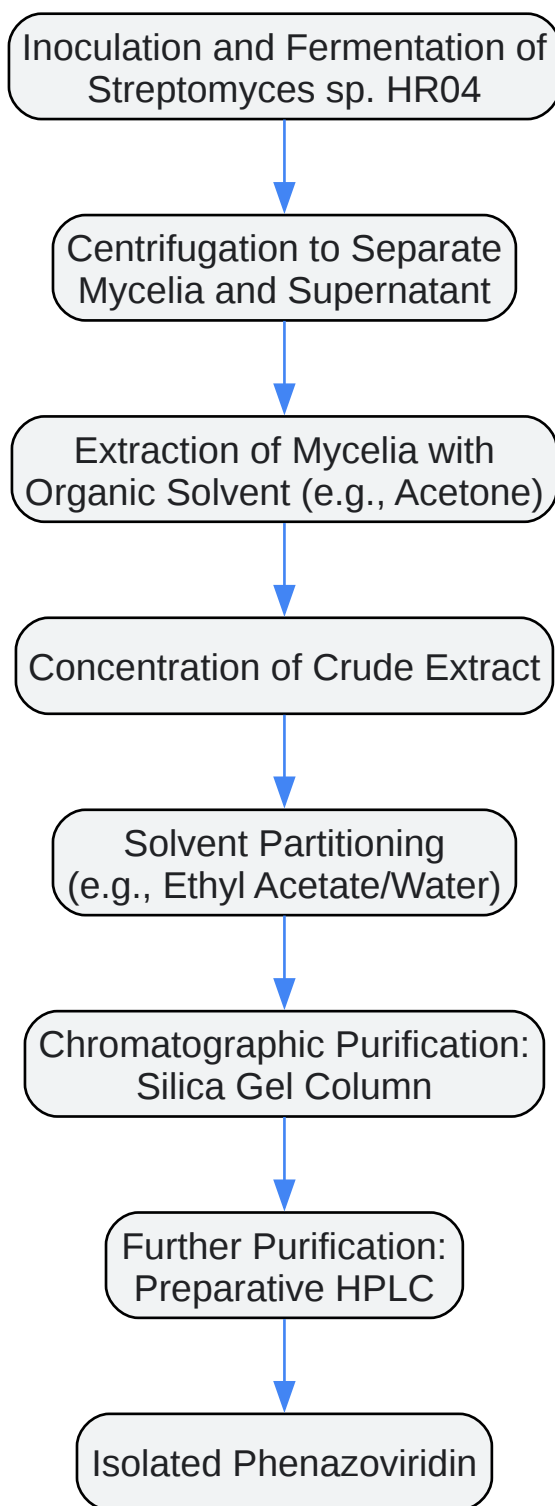 Inoculation and Fermentation of
Streptomyces sp. HR04
Centrifugation to Separate
Mycelia and Supernatant
Extraction of Mycelia with
Organic Solvent (e.g., Acetone)
Concentration of Crude Extract
Solvent Partitioning
(e.g., Ethyl Acetate/Water)
Chromatographic Purification:
Silica Gel Column
Further Purification:
Preparative HPLC
Isolated Phenazoviridin